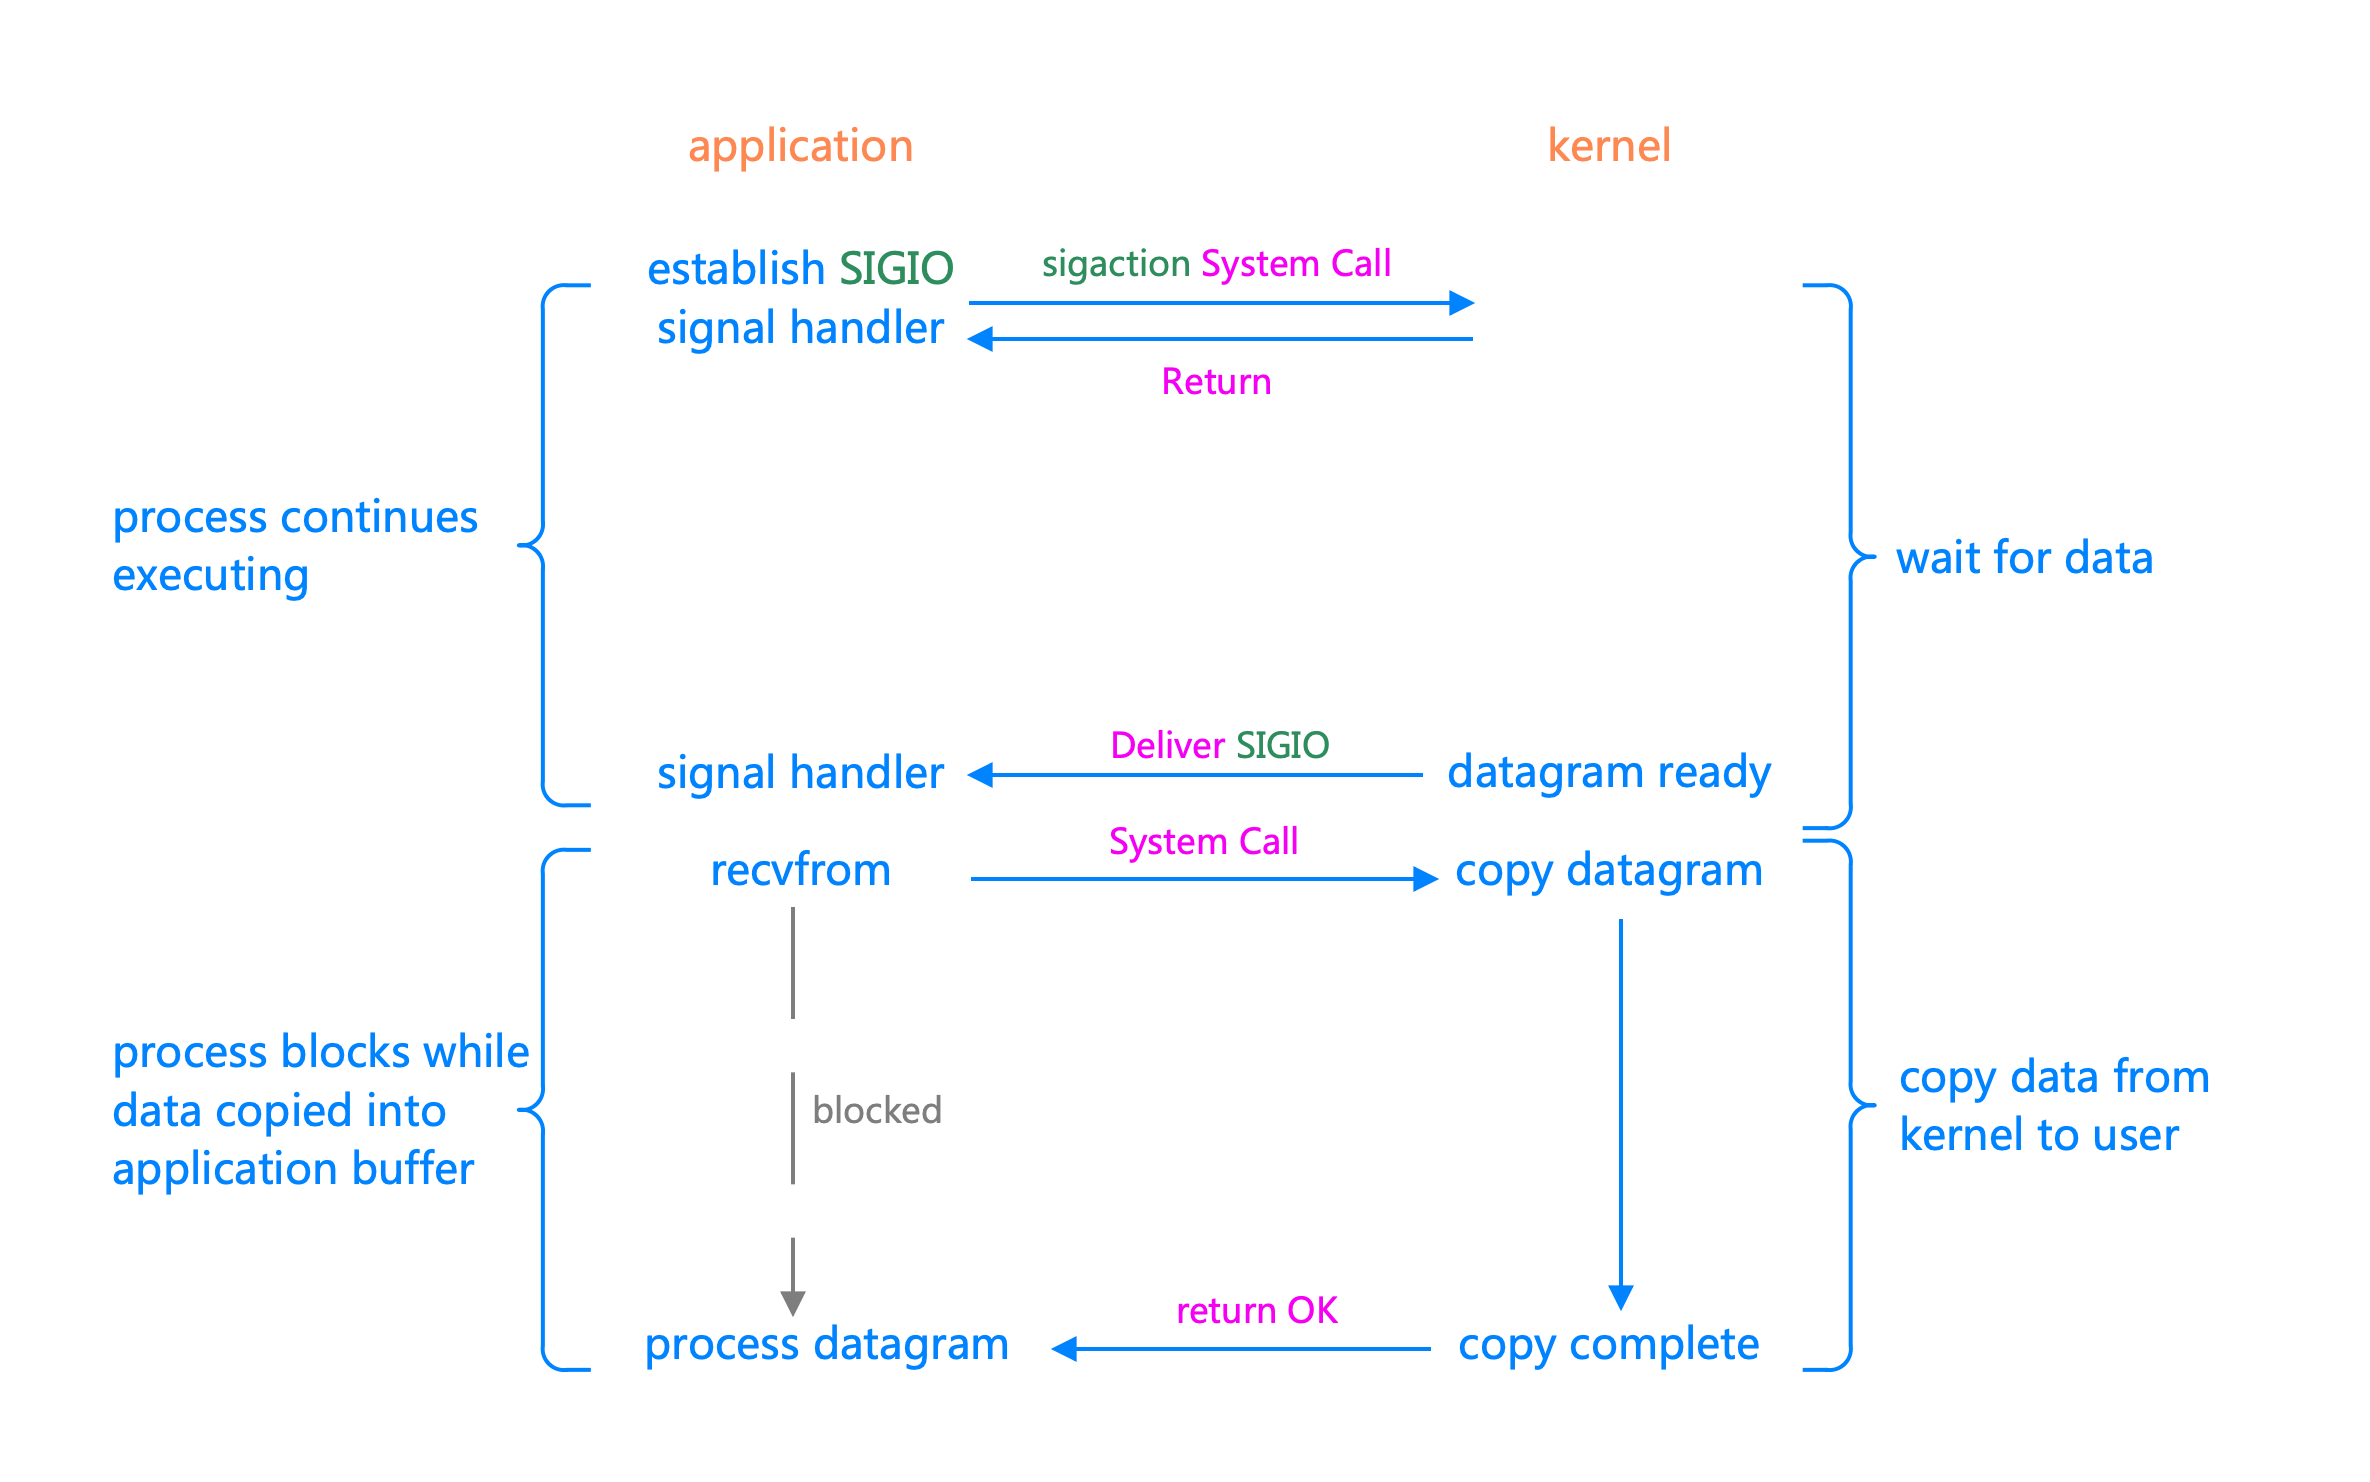 application
kernel
establish SIGIO
signal handler
sigaction System Call
Return
process continues
executing
wait for data
signal handler
Deliver SIGIO
datagram ready
recvfrom
System Call
copy datagram
process blocks while
data copied into
application buffer
blocked
copy data from
kernel to user
process datagram
return OK
copy complete